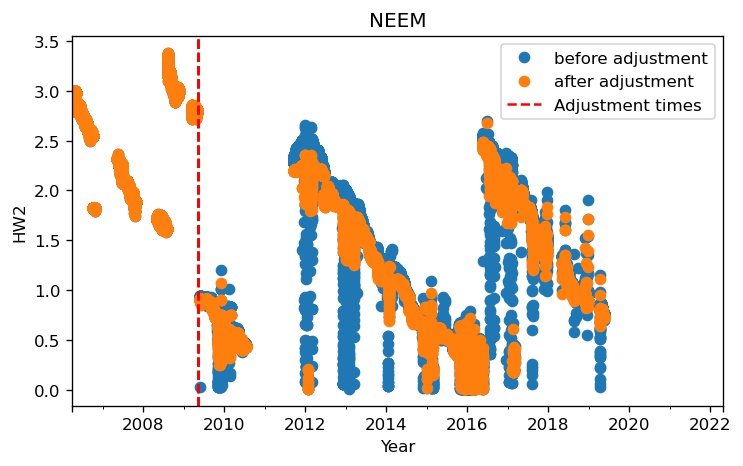 NEEM
3.5
3.0
2.5
2.0
1.5
1.0
0.5
0.0
HW2
before adjustment
after adjustment
Adjustment times
2008 2010 2012 2014 2016 2018 2020 2022
Year